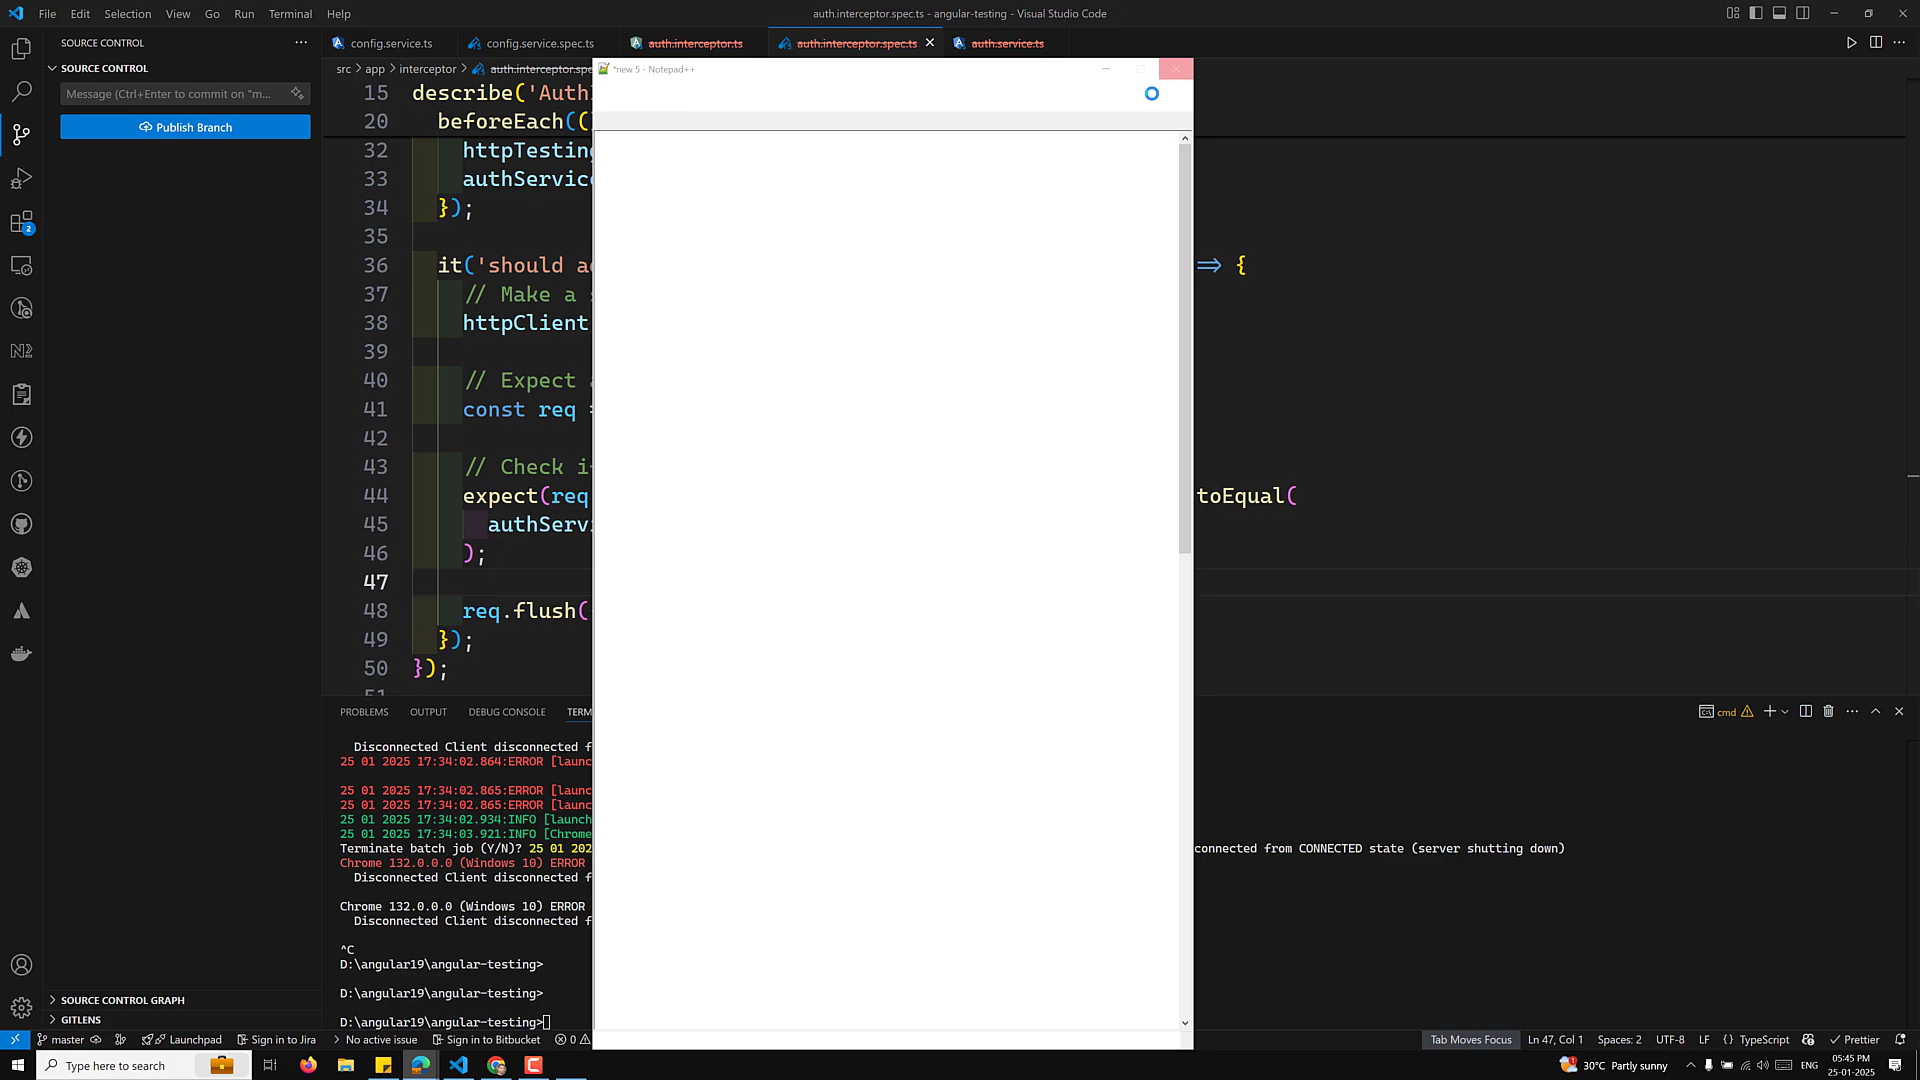 File Edit Selection View Go Run Terminal Help
auth.interceptor.spec.ts - angular-testing - Visual Studio Code
SOURCE CONTROL
config.service.ts
config.service.spec.ts
auth.interceptor.ts
auth.interceptor.spec.ts
auth.service.ts
SOURCE CONTROL
Message (Ctrl+Enter to commit on "m...
Publish Branch
src > app > interceptor > auth.interceptor.spe
*new 5 - Notepad++
15 describe('Auth
20 beforeEach((
32 httpTesting
33 authService
34 });
35
36 it('should a => {
37 // Make a
38 httpClient
39
40 // Expect
41 const req
42
43 // Check i
44 expect(req toEqual(
45 authServi
46 );
47
48 req.flush(
49 });
50 });
51
PROBLEMS OUTPUT DEBUG CONSOLE TERM
cmd
Disconnected Client disconnected f
25 01 2025 17:34:02.864:ERROR [launc
25 01 2025 17:34:02.865:ERROR [launc
25 01 2025 17:34:02.865:ERROR [launc
25 01 2025 17:34:02.934:INFO [launch
25 01 2025 17:34:03.921:INFO [Chrome
Terminate batch job (Y/N)? 25 01 202 connected from CONNECTED state (server shutting down)
Chrome 132.0.0.0 (Windows 10) ERROR
Disconnected Client disconnected f
Chrome 132.0.0.0 (Windows 10) ERROR
Disconnected Client disconnected f
^C
D:\angular19\angular-testing>
D:\angular19\angular-testing>
D:\angular19\angular-testing>
SOURCE CONTROL GRAPH
GITLENS
master Launchpad Sign in to Jira No active issue Sign in to Bitbucket 0
Tab Moves Focus Ln 47, Col 1 Spaces: 2 UTF-8 LF {} TypeScript Prettier
Type here to search
30°C Partly sunny
ENG
05:45 PM
25-01-2025